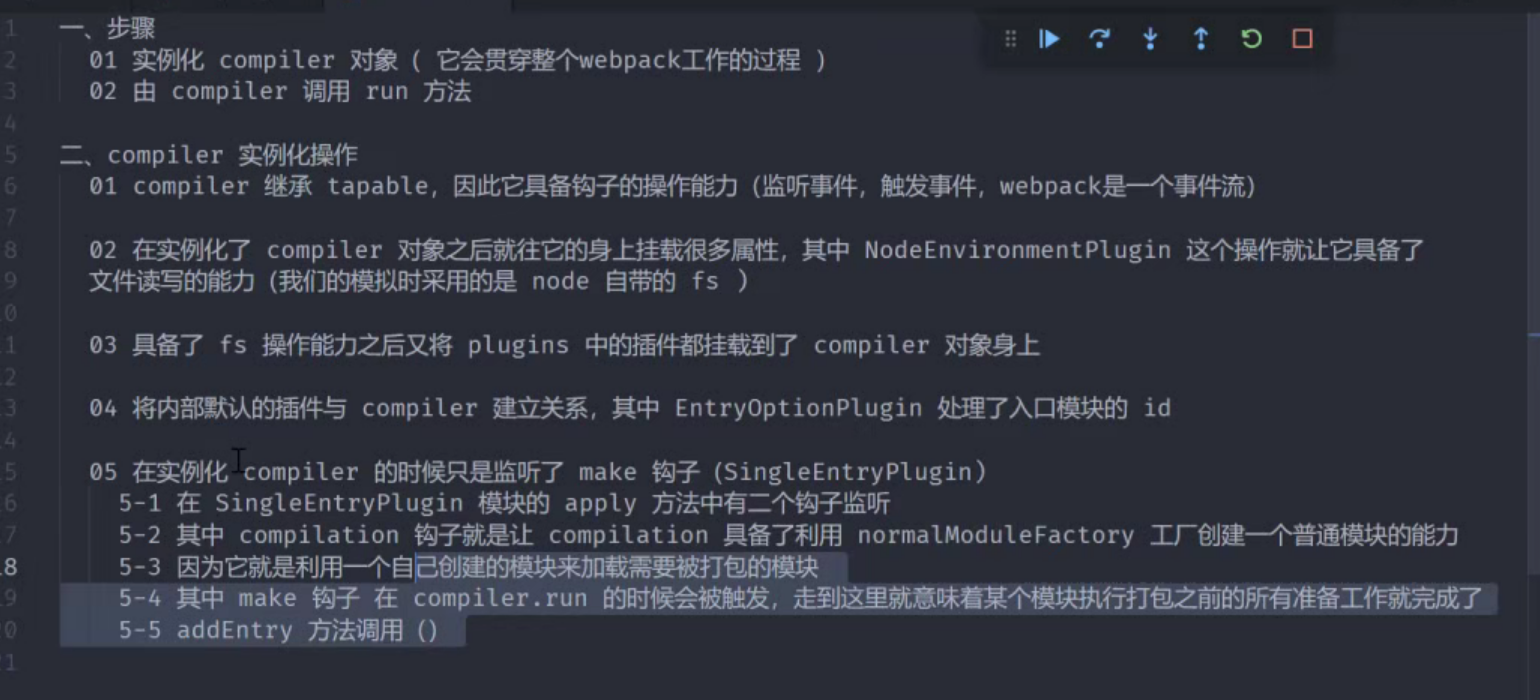 1 一、步骤
2 01 实例化 compiler 对象 ( 它会贯穿整个webpack工作的过程 )
3 02 由 compiler 调用 run 方法
4
5 二、compiler 实例化操作
6 01 compiler 继承 tapable，因此它具备钩子的操作能力（监听事件，触发事件，webpack是一个事件流）
7
8 02 在实例化了 compiler 对象之后就往它的身上挂载很多属性，其中 NodeEnvironmentPlugin 这个操作就让它具备了
9 文件读写的能力（我们的模拟时采用的是 node 自带的 fs ）
0
1 03 具备了 fs 操作能力之后又将 plugins 中的插件都挂载到了 compiler 对象身上
2
3 04 将内部默认的插件与 compiler 建立关系，其中 EntryOptionPlugin 处理了入口模块的 id
4
5 05 在实例化 compiler 的时候只是监听了 make 钩子（SingleEntryPlugin）
6 5-1 在 SingleEntryPlugin 模块的 apply 方法中有二个钩子监听
7 5-2 其中 compilation 钩子就是让 compilation 具备了利用 normalModuleFactory 工厂创建一个普通模块的能力
8 5-3 因为它就是利用一个自己创建的模块来加载需要被打包的模块
9 5-4 其中 make 钩子 在 compiler.run 的时候会被触发，走到这里就意味着某个模块执行打包之前的所有准备工作就完成了
0 5-5 addEntry 方法调用（）
1